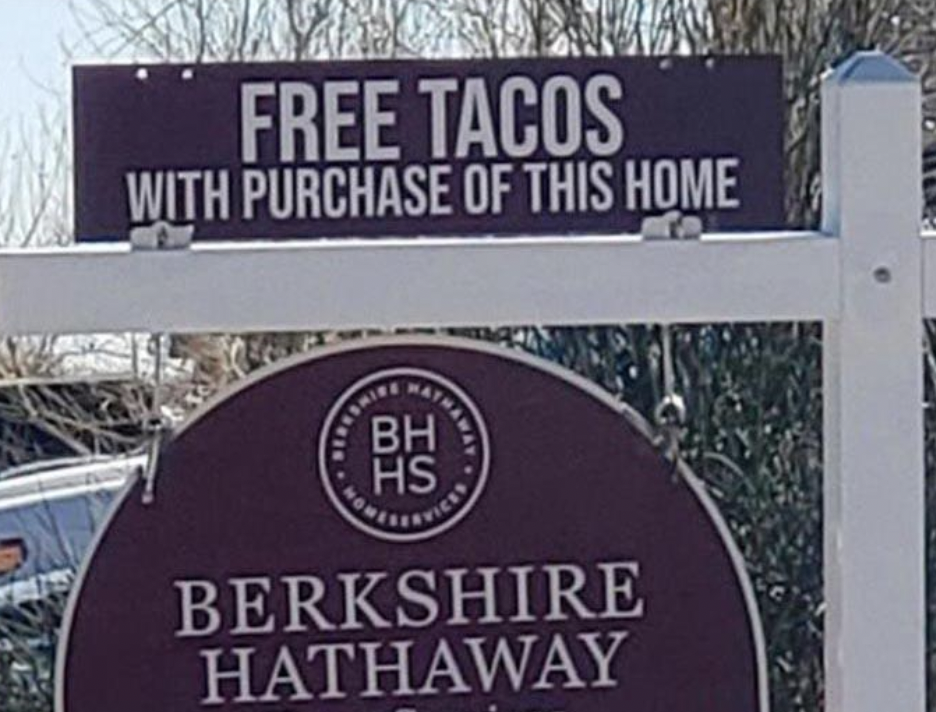 FREE TACOS
WITH PURCHASE OF THIS HOME
BERKSHIRE HATHAWAY
BH
HS
HOMESERVICES
BERKSHIRE
HATHAWAY